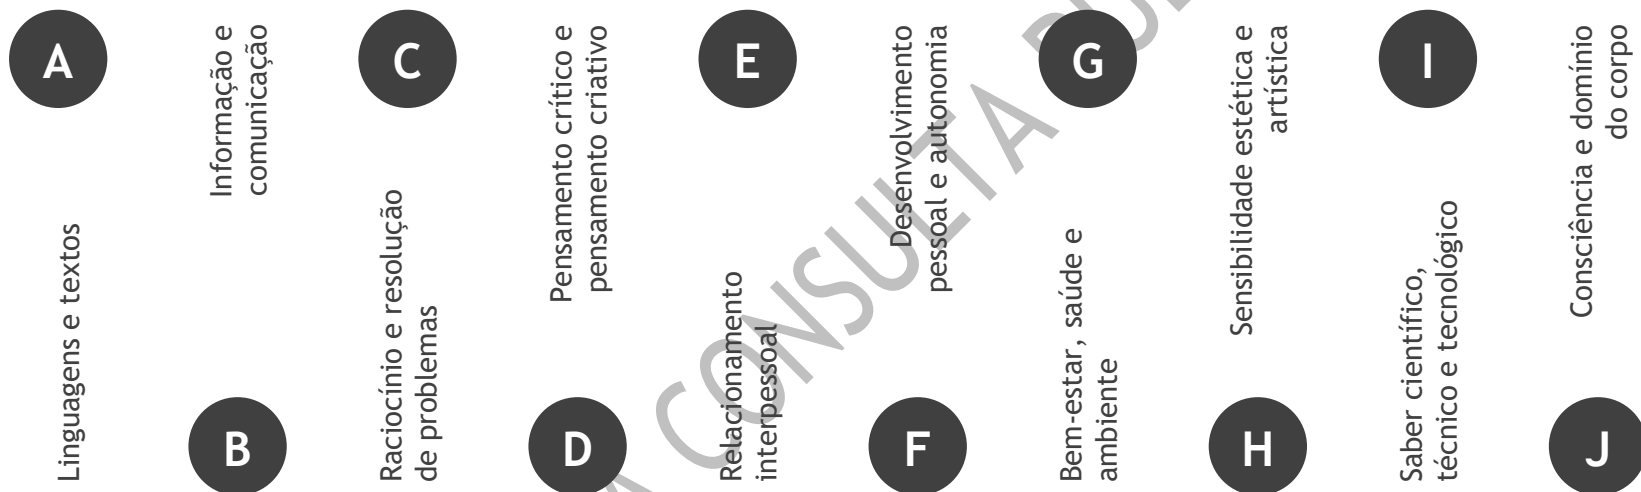 A
Linguagens e textos
Informação e
comunicação
B
C
Raciocínio e resolução
de problemas
Pensamento crítico e
pensamento criativo
D
E
Relacionamento
interpessoal
Desenvolvimento
pessoal e autonomia
F
G
Bem-estar, saúde e
ambiente
Sensibilidade estética e
artística
H
I
Saber científico,
técnico e tecnológico
Consciência e domínio
do corpo
J
A CONSULTA